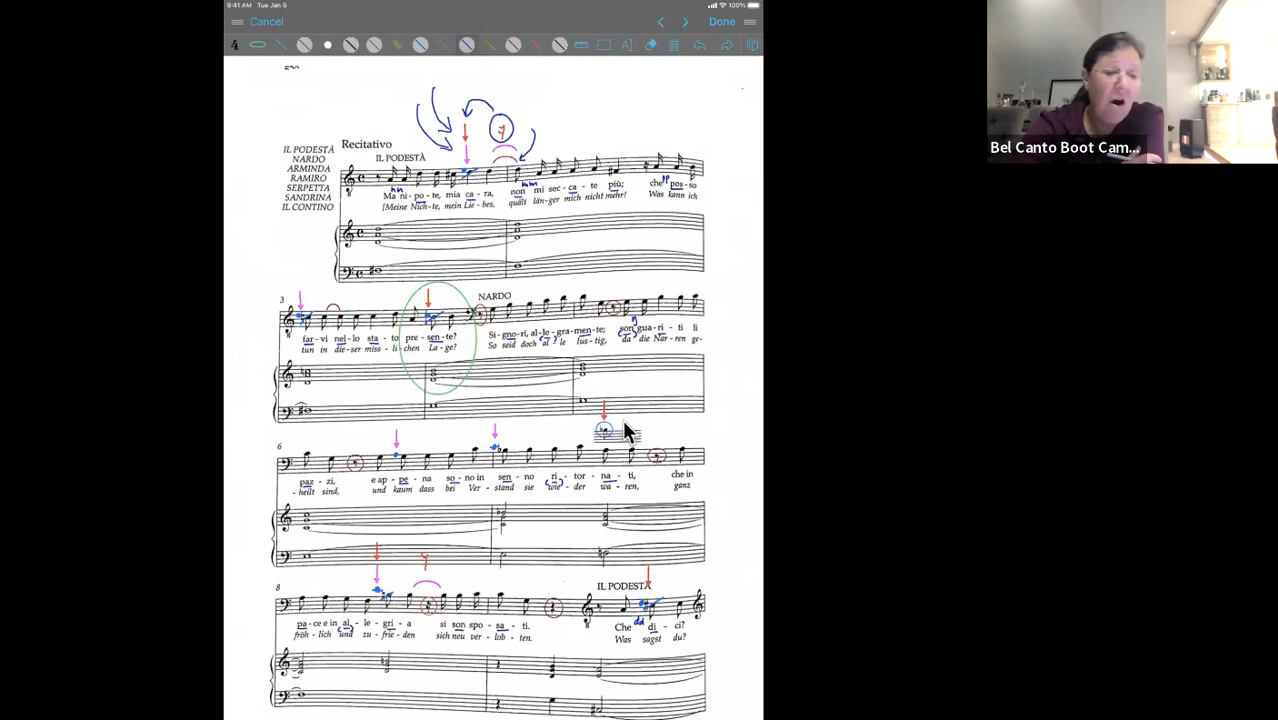 9:41 AM Tue Jan 9
100%
Cancel
Done
4
Recitativo
IL PODESTÀ
NARDO
ARMINDA
RAMIRO
SERPETTA
SANDRINA
IL CONTINO
IL PODESTÀ
nn
mm
pp
Ma ni - po - te, mia ca - ra, non mi sec - ca - te più; che pos - so
[Meine Nich - te, mein Lie - bes, quält län - ger mich nicht mehr! Was kann ich
3
NARDO
n
far - vi nel - lo sta - to pre - sen - te? Si - gno - ri, al - le - gra - men - te; son gua - ri - ti li
tun in die - ser miss - li - chen La - ge? So seid doch al - le lus - tig, da die Nar - ren ge-
6
paz - zi, e ap - pe - na so - no in sen - no ri - tor - na - ti, che in
- heilt sind, und kaum dass bei Ver - stand sie wie - der wa - ren, ganz
8
IL PODESTÀ
dd
pa - ce e in al - le - gri - a si son spo - sa - ti. Che di - ci?
fröh - lich und zu - frie - den sich neu ver - lob - ten. Was sagst du?
Bel Canto Boot Cam...